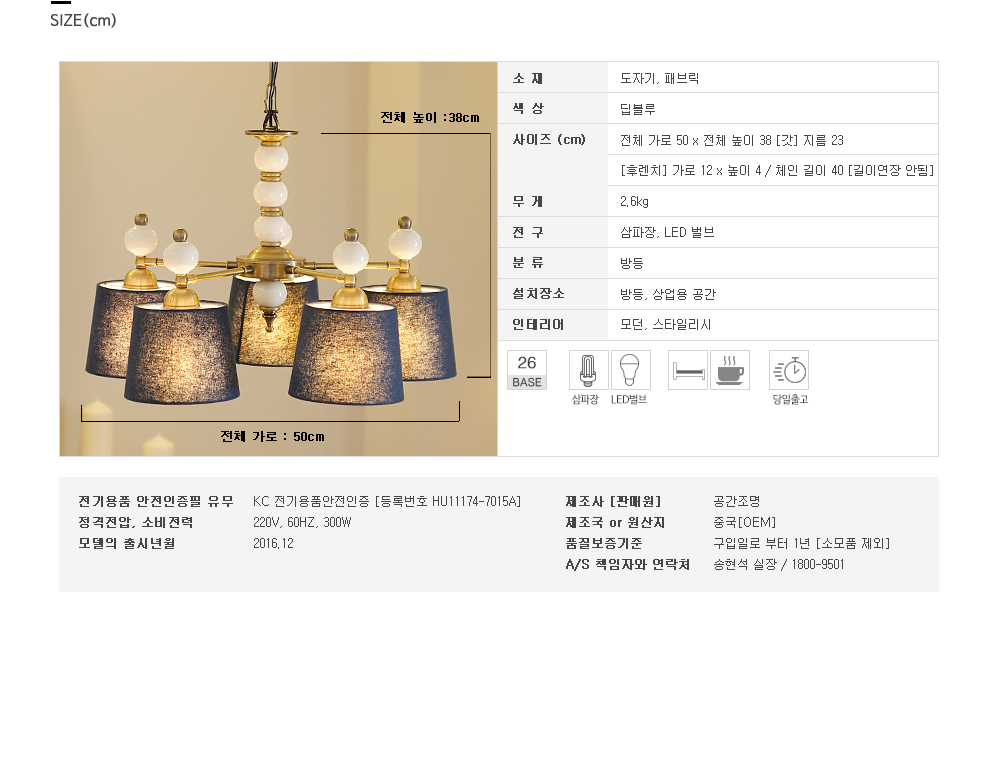 SIZE(cm)
전체 높이 :38cm
전체 가로 : 50cm
소 재 도자기, 패브릭
색 상 딥블루
사이즈 (cm) 전체 가로 50 x 전체 높이 38 [갓] 지름 23
[후렌치] 가로 12 x 높이 4 / 체인 길이 40 [길이연장 안됨]
무 게 2.6kg
전 구 삼파장, LED 벌브
분 류 방등
설치장소 방등, 상업용 공간
인테리어 모던, 스타일리시
26
BASE
삼파장 LED벌브 당일출고
전기용품 안전인증필 유무 KC 전기용품안전인증 [등록번호 HU11174-7015A]
정격전압, 소비전력 220V, 60HZ, 300W
모델의 출시년월 2016.12
제조사 [판매원] 공간조명
제조국 or 원산지 중국[OEM]
품질보증기준 구입일로 부터 1년 [소모품 제외]
A/S 책임자와 연락처 송현석 실장 / 1800-9501